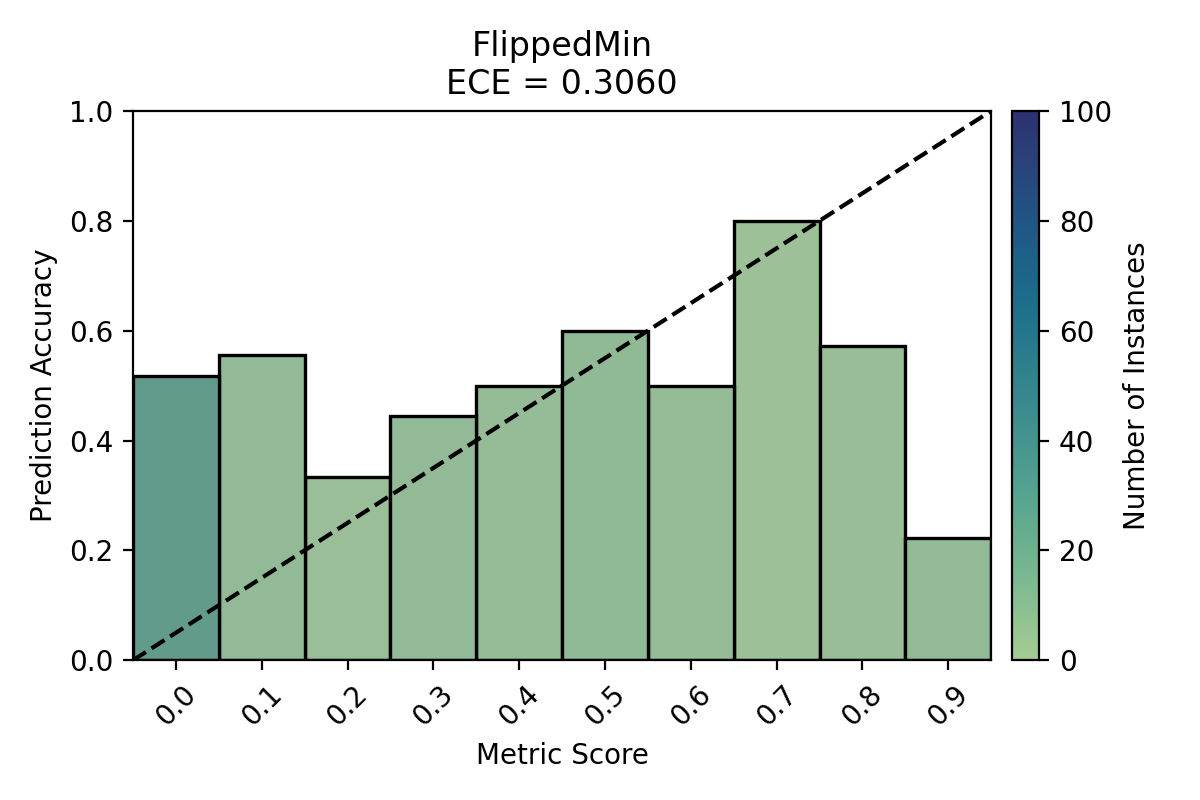 FlippedMin
ECE = 0.3060
Prediction Accuracy
1.0
0.8
0.6
0.4
0.2
0.0
0.0 0.1 0.2 0.3 0.4 0.5 0.6 0.7 0.8 0.9
Metric Score
100
80
60
40
20
0
Number of Instances